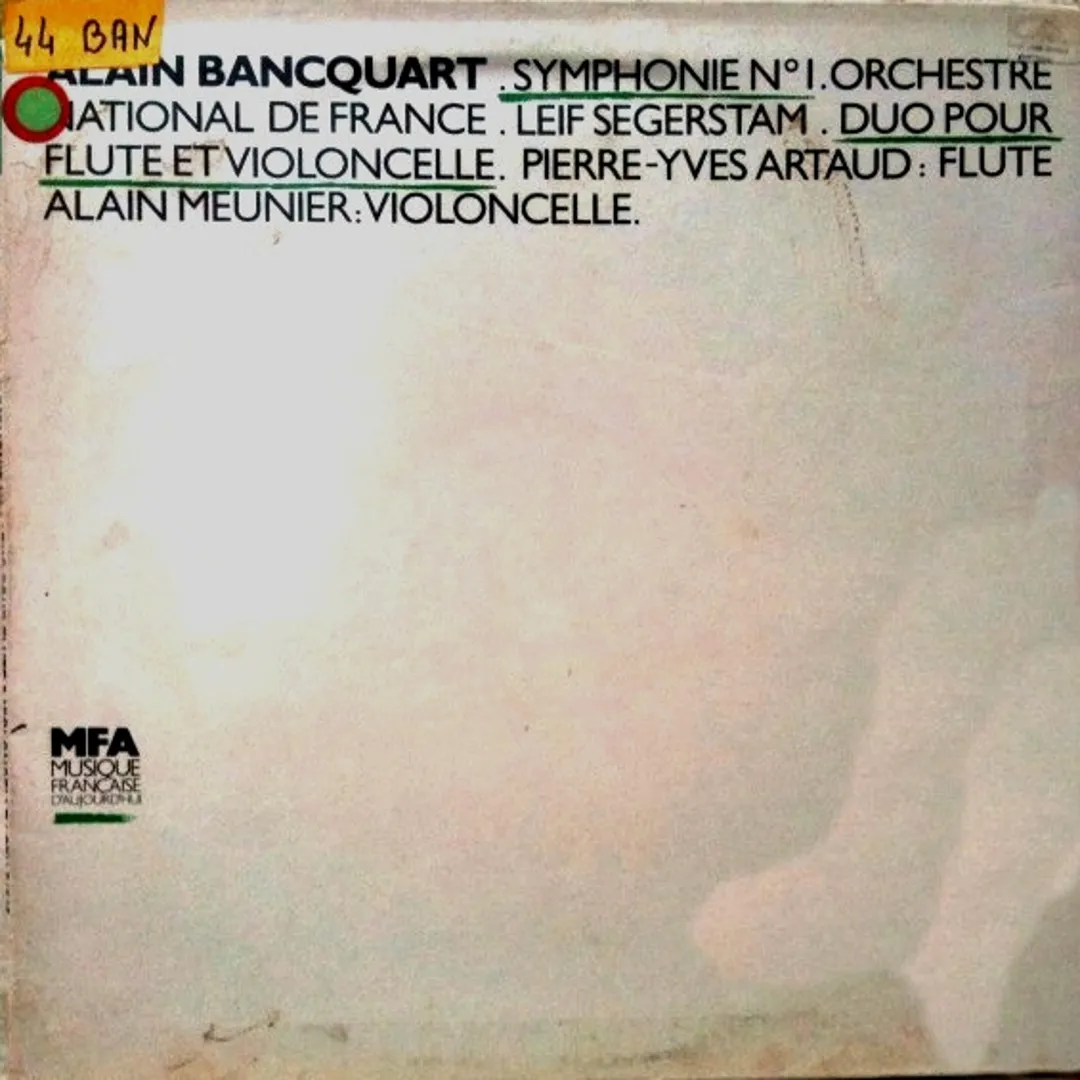 44 BAN
ALAIN BANCQUART . SYMPHONIE N° 1. ORCHESTRE
NATIONAL DE FRANCE . LEIF SEGERSTAM . DUO POUR
FLUTE ET VIOLONCELLE. PIERRE-YVES ARTAUD : FLUTE
ALAIN MEUNIER: VIOLONCELLE.
MFA
MUSIQUE
FRANÇAISE
D'AUJOURD'HUI